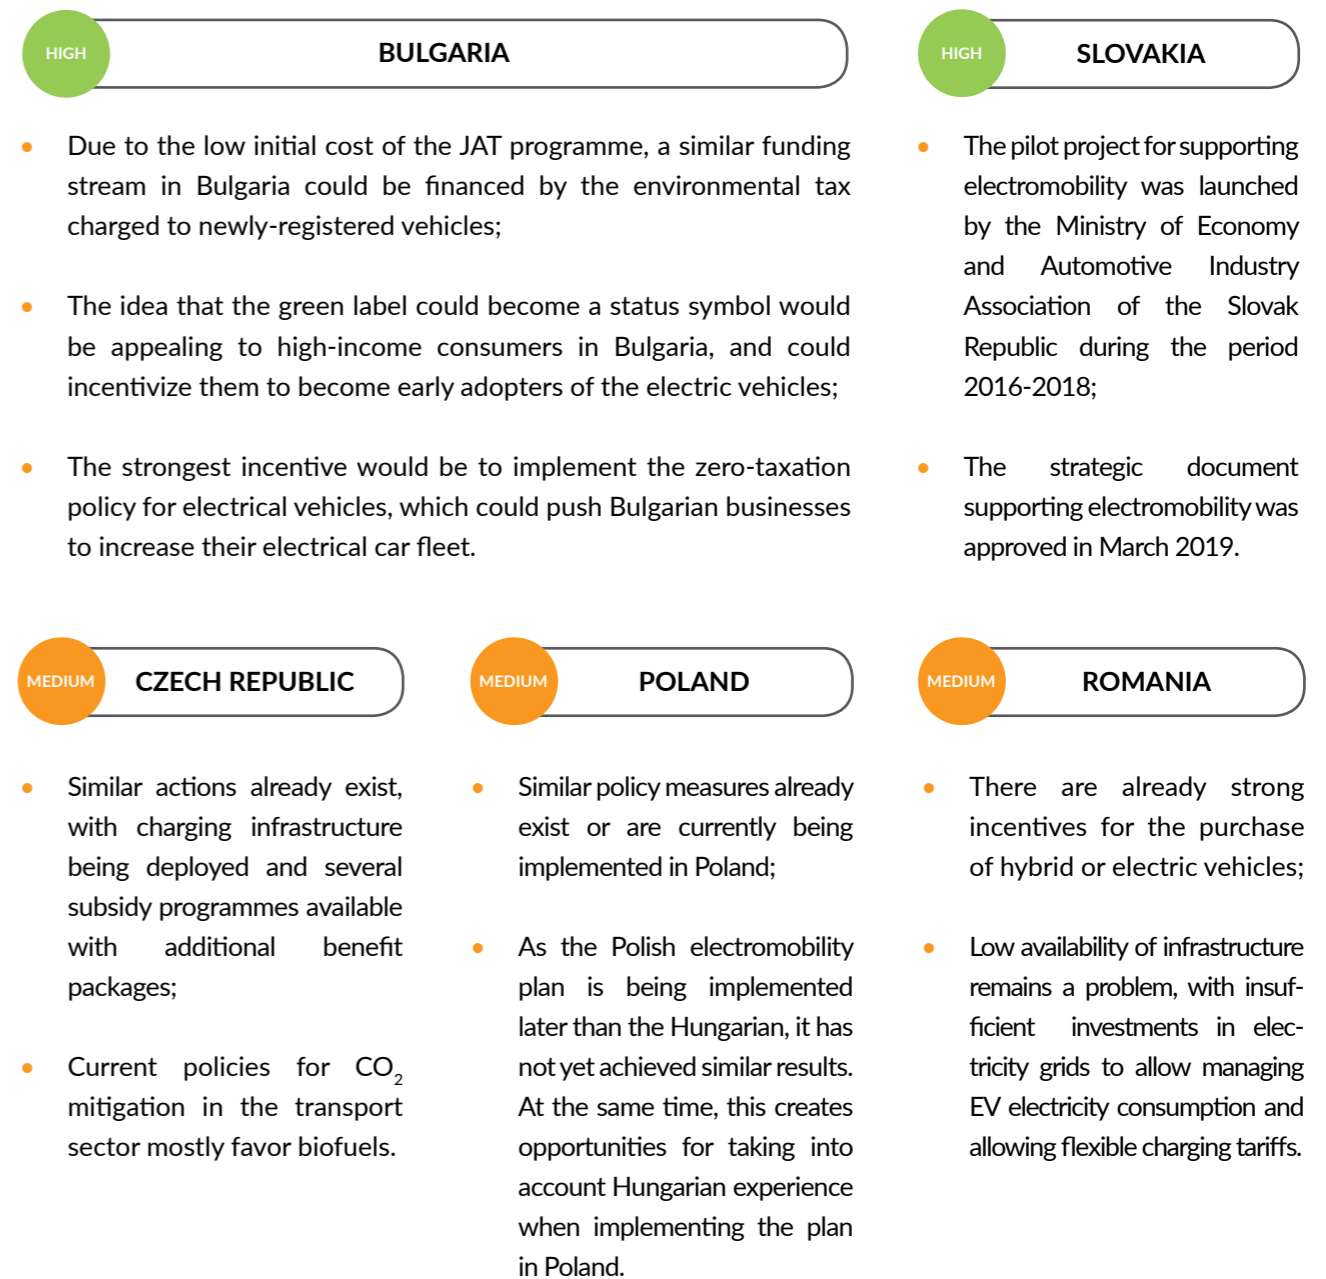 HIGH
BULGARIA
Due to the low initial cost of the JAT programme, a similar funding
stream in Bulgaria could be financed by the environmental tax
charged to newly-registered vehicles;
The idea that the green label could become a status symbol would
be appealing to high-income consumers in Bulgaria, and could
incentivize them to become early adopters of the electric vehicles;
The strongest incentive would be to implement the zero-taxation
policy for electrical vehicles, which could push Bulgarian businesses
to increase their electrical car fleet.
HIGH
SLOVAKIA
The pilot project for supporting
electromobility was launched
by the Ministry of Economy
and Automotive Industry
Association of the Slovak
Republic during the period
2016-2018;
The strategic document
supporting electromobility was
approved in March 2019.
MEDIUM
CZECH REPUBLIC
Similar actions already exist,
with charging infrastructure
being deployed and several
subsidy programmes available
with additional benefit
packages;
Current policies for CO₂
mitigation in the transport
sector mostly favor biofuels.
MEDIUM
POLAND
Similar policy measures already
exist or are currently being
implemented in Poland;
As the Polish electromobility
plan is being implemented
later than the Hungarian, it has
not yet achieved similar results.
At the same time, this creates
opportunities for taking into
account Hungarian experience
when implementing the plan
in Poland.
MEDIUM
ROMANIA
There are already strong
incentives for the purchase
of hybrid or electric vehicles;
Low availability of infrastructure
remains a problem, with insuf-
ficient investments in elec-
tricity grids to allow managing
EV electricity consumption and
allowing flexible charging tariffs.